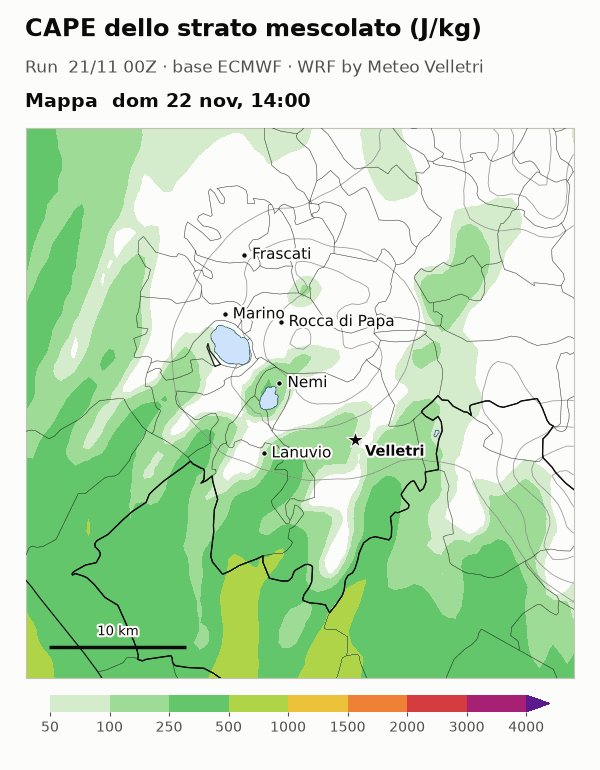 CAPE dello strato mescolato (J/kg)
Run  21/11 00Z · base ECMWF · WRF by Meteo Velletri
Mappa  dom 22 nov, 14:00
Frascati
Marino
Rocca di Papa
Nemi
Velletri
Lanuvio
10 km
50 100 250 500 1000 1500 2000 3000 4000